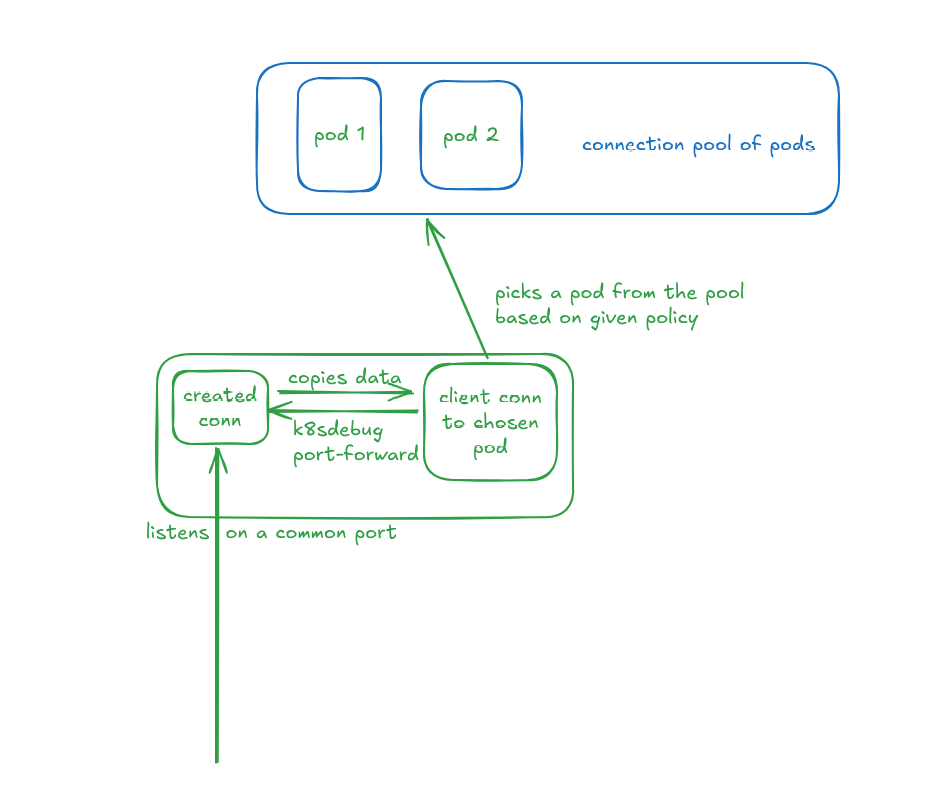 pod 1
pod 2
connection pool of pods
picks a pod from the pool
based on given policy
copies data
created
conn
client conn
to chosen
pod
k8sdebug
port-forward
listens on a common port